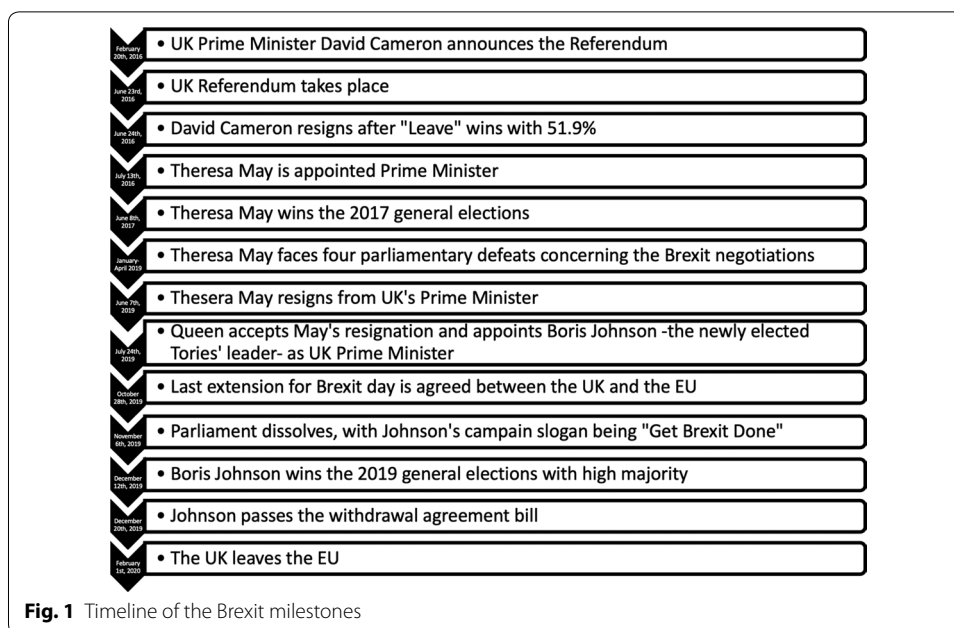 February
20th, 2016
• UK Prime Minister David Cameron announces the Referendum
June 23rd,
2016
• UK Referendum takes place
June 24th,
2016
• David Cameron resigns after "Leave" wins with 51.9%
July 13th,
2016
• Theresa May is appointed Prime Minister
June 8th,
2017
• Theresa May wins the 2017 general elections
January-
April 2019
• Theresa May faces four parliamentary defeats concerning the Brexit negotiations
June 7th,
2019
• Thesera May resigns from UK's Prime Minister
July 24th,
2019
• Queen accepts May's resignation and appoints Boris Johnson -the newly elected
Tories' leader- as UK Prime Minister
October
28th, 2019
• Last extension for Brexit day is agreed between the UK and the EU
November
6th, 2019
• Parliament dissolves, with Johnson's campain slogan being "Get Brexit Done"
December
12th, 2019
• Boris Johnson wins the 2019 general elections with high majority
December
20th, 2019
• Johnson passes the withdrawal agreement bill
February
1st, 2020
• The UK leaves the EU
Fig. 1 Timeline of the Brexit milestones